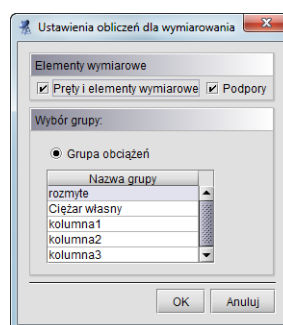 Ustawienia obliczeń dla wymiarowania
Elementy wymiarowe
Pręty i elementy wymiarowe Podpory
Wybór grupy:
Grupa obciążeń
Nazwa grupy
rozmyte
Ciężar własny
kolumna1
kolumna2
kolumna3
OK Anuluj